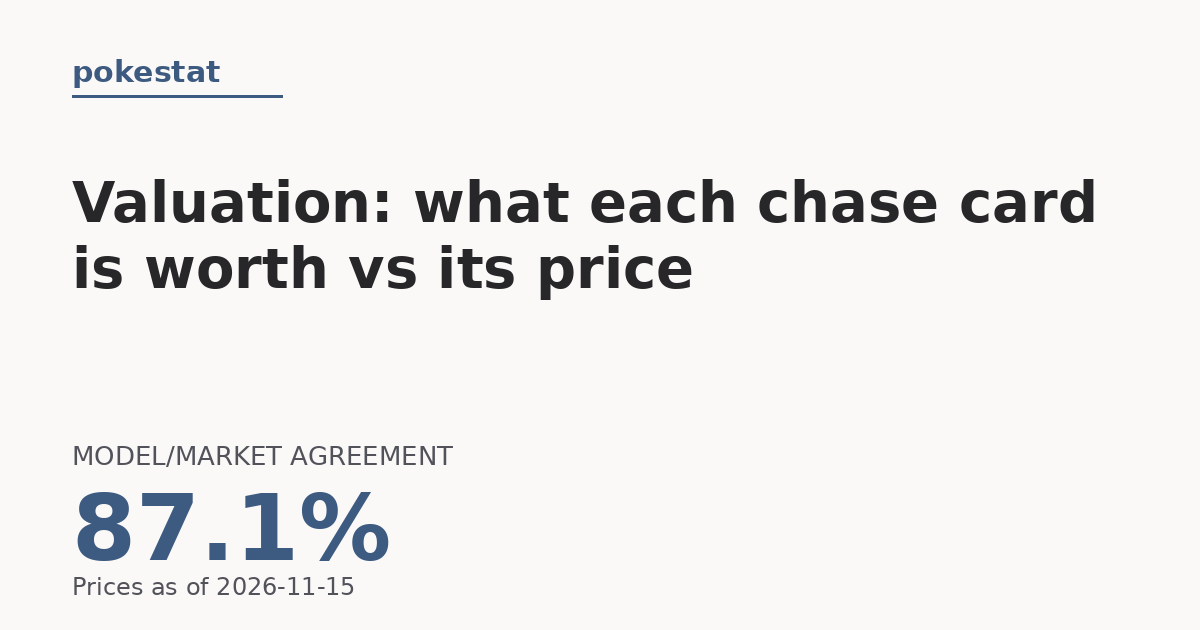 pokestat
Valuation: what each chase card
is worth vs its price
MODEL/MARKET AGREEMENT
87.1%
Prices as of 2026-11-15